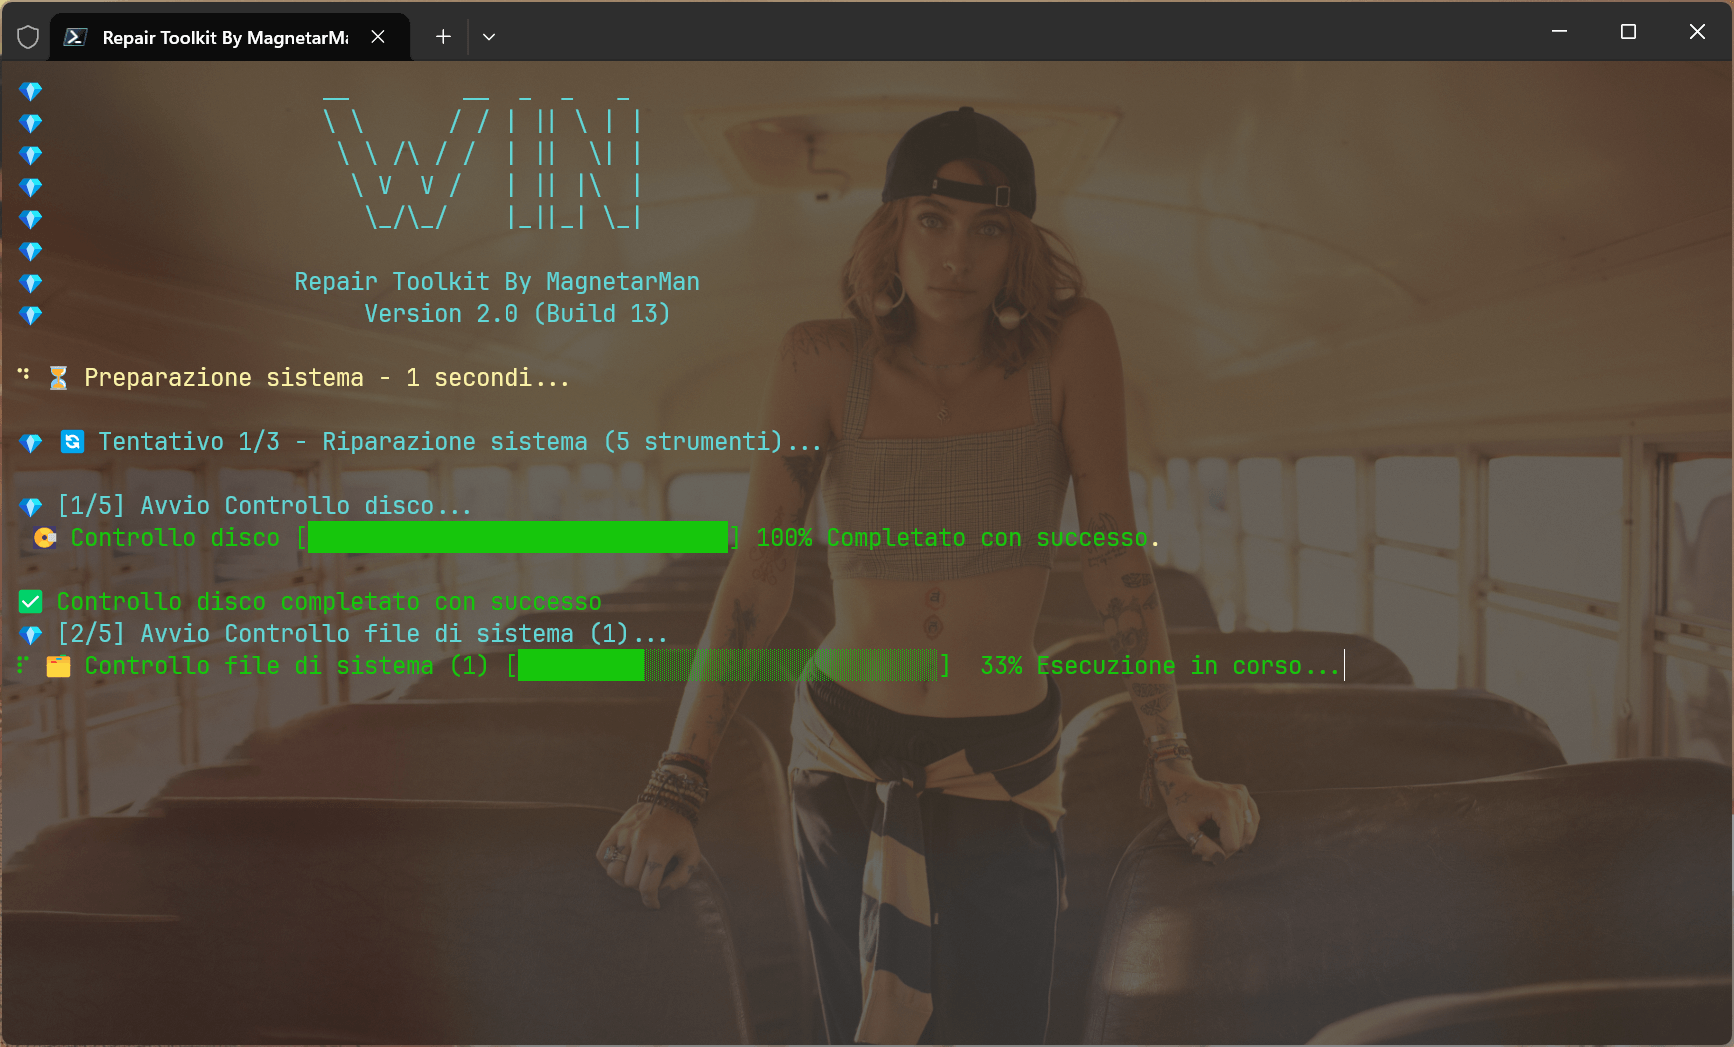 Repair Toolkit By MagnetarMa
WIN
Repair Toolkit By MagnetarMan
Version 2.0 (Build 13)
⏳ Preparazione sistema - 1 secondi...
💎 🔄 Tentativo 1/3 - Riparazione sistema (5 strumenti)...
💎 [1/5] Avvio Controllo disco...
Controllo disco [██████████████████████████████] 100% Completato con successo.
✅ Controllo disco completato con successo
💎 [2/5] Avvio Controllo file di sistema (1)...
🗂️ Controllo file di sistema (1) [█████████▒▒▒▒▒▒▒▒▒▒▒▒▒▒▒▒▒▒▒▒▒] 33% Esecuzione in corso...